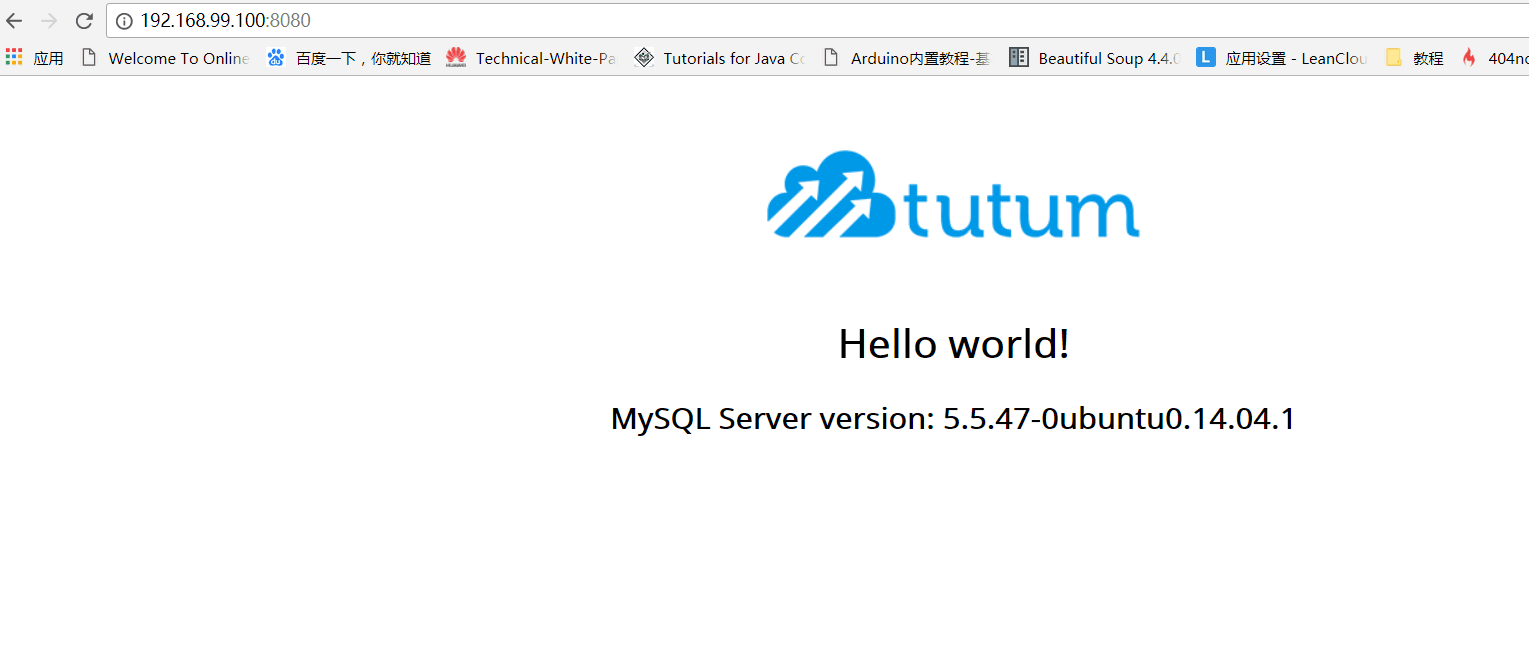 192.168.99.100:8080
应用 Welcome To Online 百度一下，你就知道 Technical-White-Pa Tutorials for Java Co Arduino内置教程-基 Beautiful Soup 4.4.0 L 应用设置 - LeanClou 教程 404no
tutum
Hello world!
MySQL Server version: 5.5.47-0ubuntu0.14.04.1